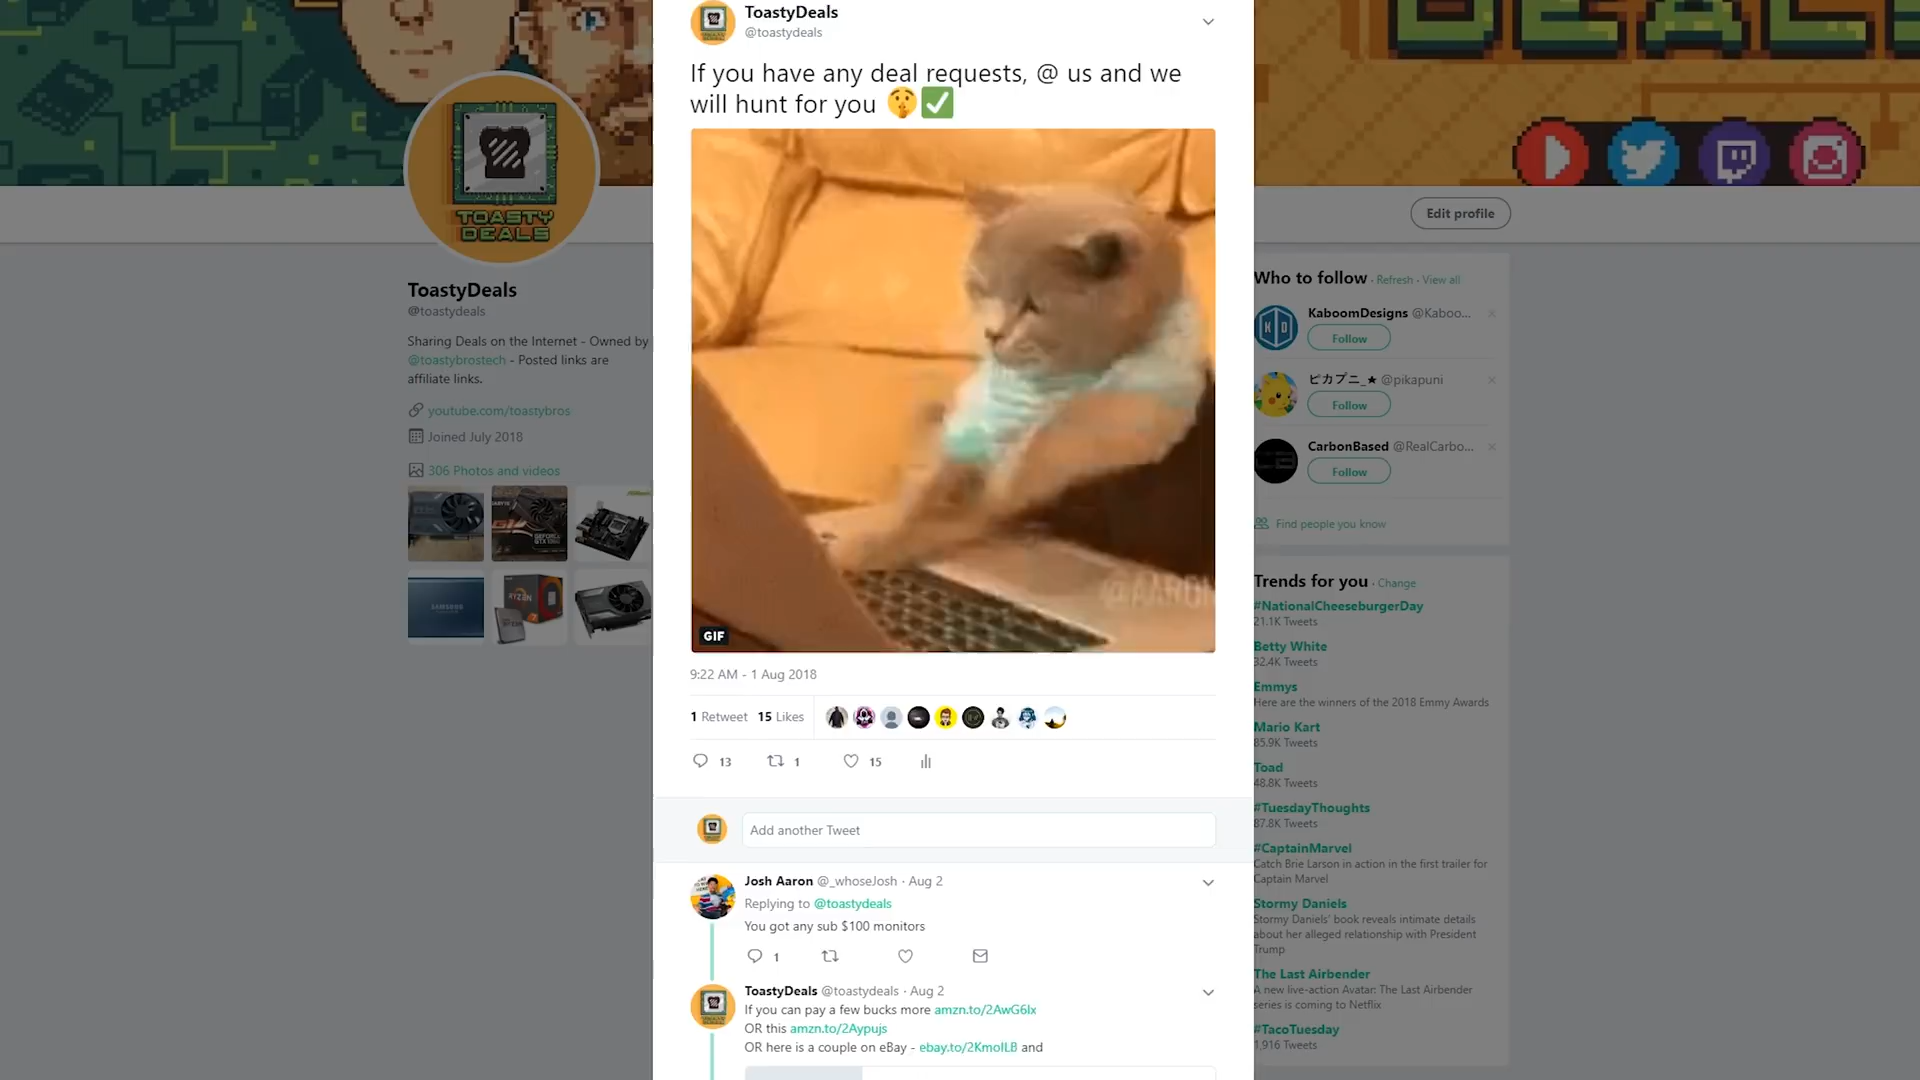 ToastyDeals
@toastydeals
If you have any deal requests, @ us and we
will hunt for you
@AARON
GIF
9:22 AM - 1 Aug 2018
1 Retweet 15 Likes
13 1 15
Add another Tweet
Josh Aaron @_whoseJosh · Aug 2
Replying to @toastydeals
You got any sub $100 monitors
1
ToastyDeals @toastydeals · Aug 2
If you can pay a few bucks more amzn.to/2AwG6Ix
OR this amzn.to/2Aypujs
OR here is a couple on eBay - ebay.to/2KmoILB and
TOASTY
DEALS
ToastyDeals
@toastydeals
Sharing Deals on the Internet - Owned by
@toastybrostech - Posted links are
affiliate links.
youtube.com/toastybros
Joined July 2018
306 Photos and videos
GEFORCE
SAMSUNG
RYZEN
7
Edit profile
Who to follow · Refresh · View all
KaboomDesigns @Kaboo...
Follow
ピカプニ_★ @pikapuni
Follow
CarbonBased @RealCarbo...
Follow
Find people you know
Trends for you · Change
#NationalCheeseburgerDay
21.1K Tweets
Betty White
32.4K Tweets
Emmys
Here are the winners of the 2018 Emmy Awards
Mario Kart
85.9K Tweets
Toad
48.8K Tweets
#TuesdayThoughts
87.8K Tweets
#CaptainMarvel
Catch Brie Larson in action in the first trailer for
Captain Marvel
Stormy Daniels
Stormy Daniels' book reveals intimate details
about her alleged relationship with President
Trump
The Last Airbender
A new live-action Avatar: The Last Airbender
series is coming to Netflix
#TacoTuesday
1,916 Tweets